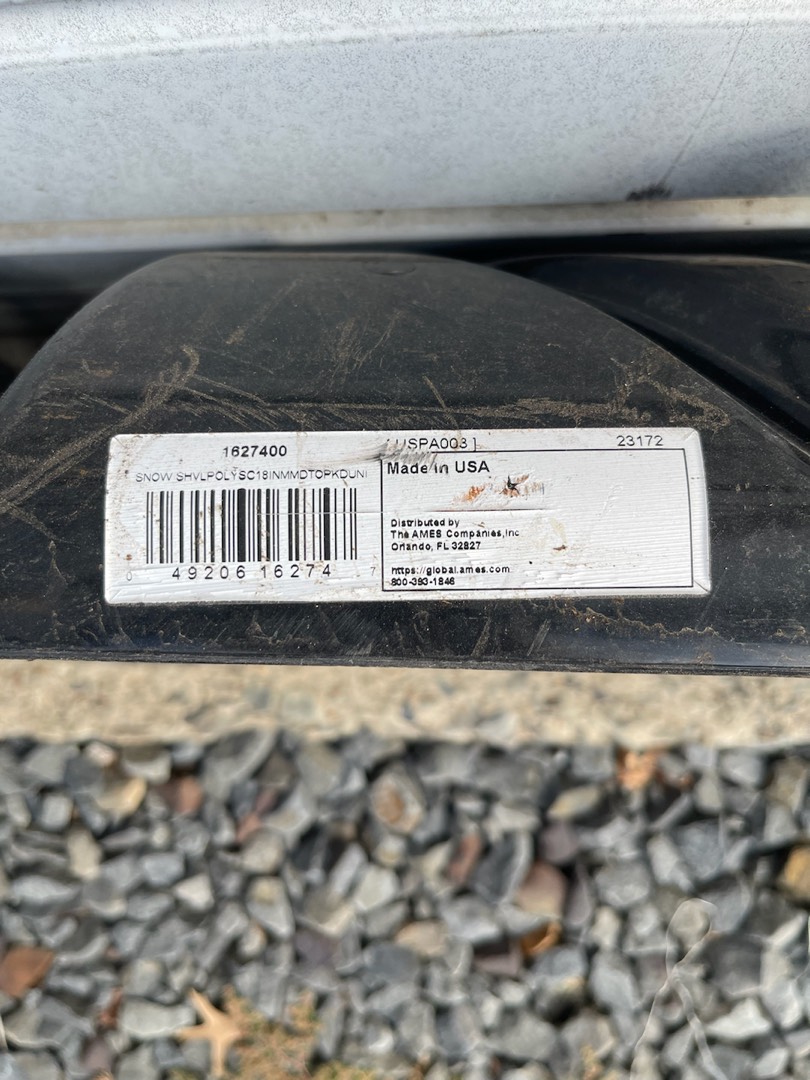 1627400
[ USPA003 ]
23172
SNOW SHVLPOLYSC18INMMDTOPKDUNI
0 49206 16274 7
Made in USA
Distributed by
The AMES Companies,Inc
Orlando, FL 32827
https://global.ames.com
800-393-1846